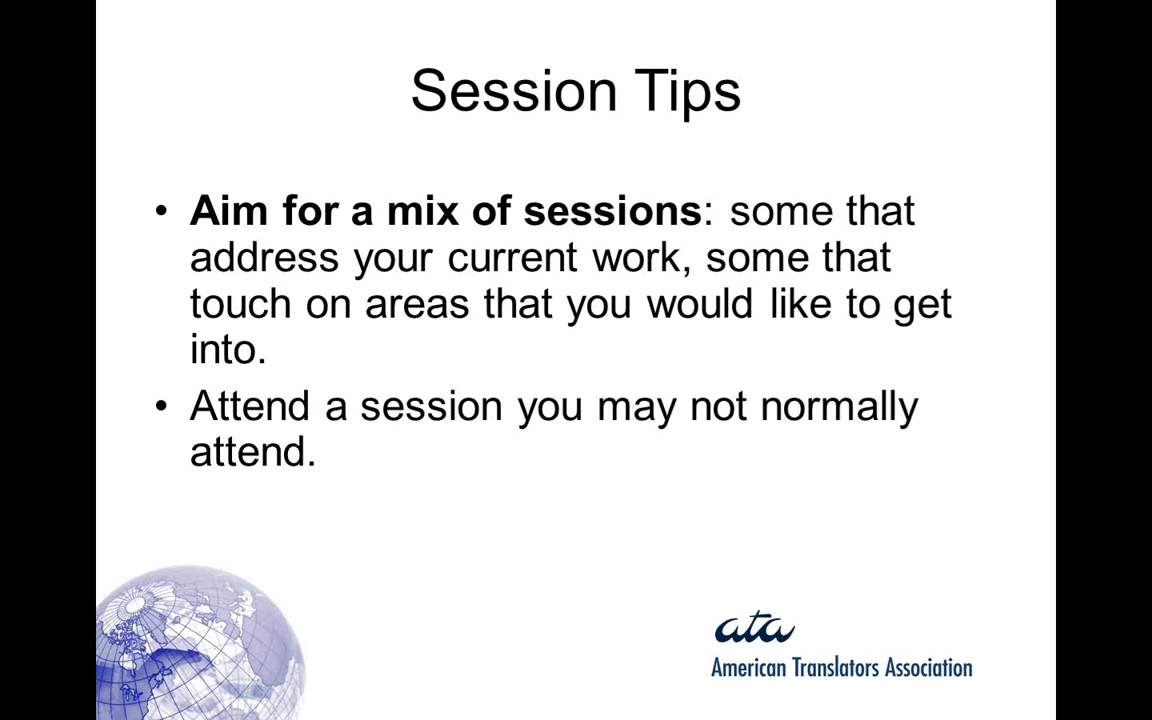 Session Tips
• Aim for a mix of sessions: some that
address your current work, some that
touch on areas that you would like to get
into.
• Attend a session you may not normally
attend.
ata
American Translators Association